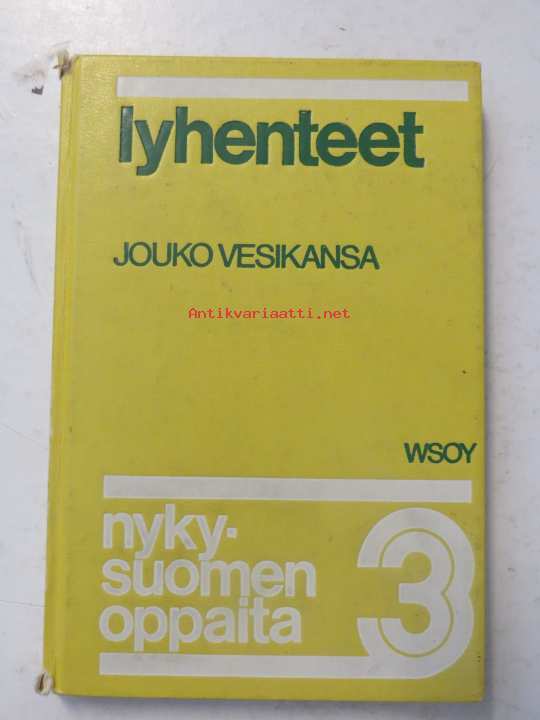 lyhenteet
JOUKO VESIKANSA
Antikvariaatti.net
WSOY
nyky-
suomen
oppaita
3